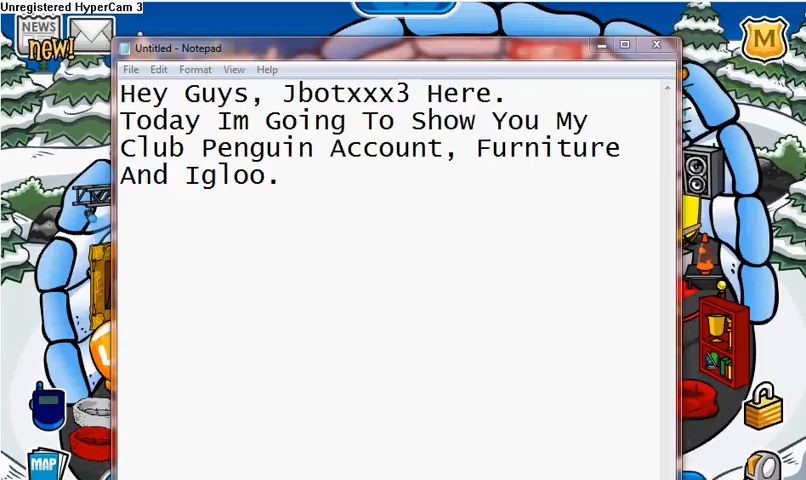 Unregistered HyperCam 3
NEWS
new!
M
Untitled - Notepad
File Edit Format View Help
Hey Guys, Jbotxxx3 Here.
Today Im Going To Show You My
Club Penguin Account, Furniture
And Igloo.
MAP